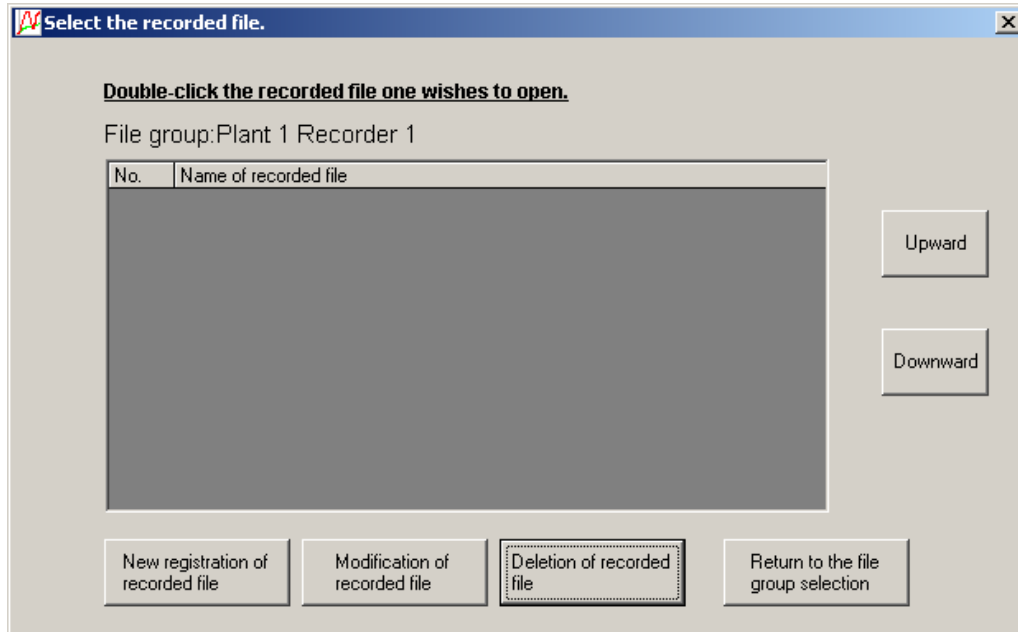 Select the recorded file.
Double-click the recorded file one wishes to open.
File group:Plant 1 Recorder 1
No. Name of recorded file
Upward
Downward
New registration of
recorded file
Modification of
recorded file
Deletion of recorded
file
Return to the file
group selection